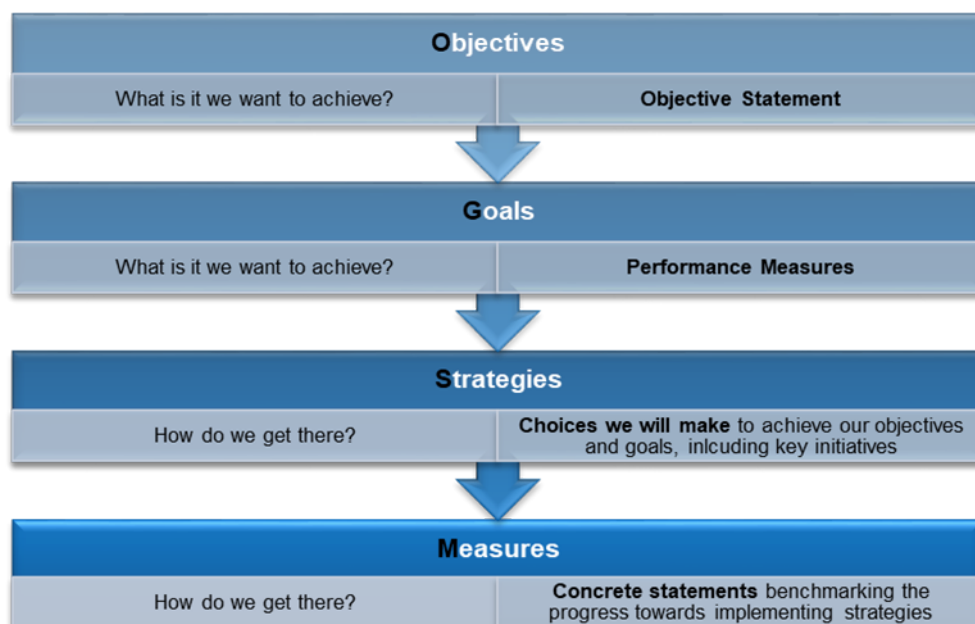 Objectives
What is it we want to achieve?
Objective Statement
Goals
What is it we want to achieve?
Performance Measures
Strategies
How do we get there?
Choices we will make to achieve our objectives
and goals, inlcuding key initiatives
Measures
How do we get there?
Concrete statements benchmarking the
progress towards implementing strategies